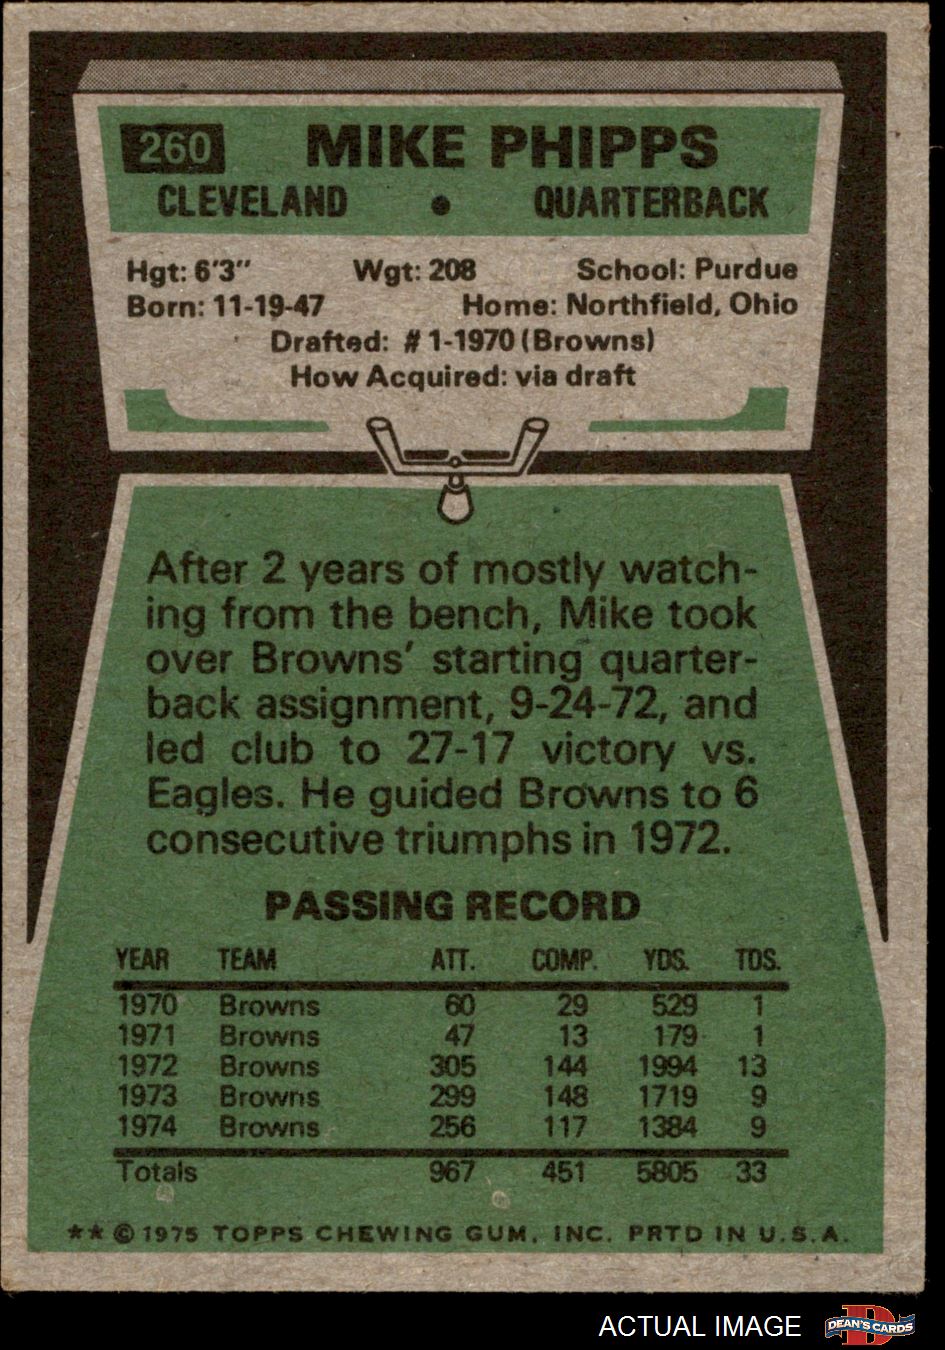 260 MIKE PHIPPS
CLEVELAND • QUARTERBACK
Hgt: 6'3" Wgt: 208 School: Purdue
Born: 11-19-47 Home: Northfield, Ohio
Drafted: #1-1970 (Browns)
How Acquired: via draft
After 2 years of mostly watch-
ing from the bench, Mike took
over Browns' starting quarter-
back assignment, 9-24-72, and
led club to 27-17 victory vs.
Eagles. He guided Browns to 6
consecutive triumphs in 1972.
PASSING RECORD
YEAR TEAM ATT. COMP. YDS. TDS.
1970 Browns 60 29 529 1
1971 Browns 47 13 179 1
1972 Browns 305 144 1994 13
1973 Browns 299 148 1719 9
1974 Browns 256 117 1384 9
Totals 967 451 5805 33
★★ © 1975 TOPPS CHEWING GUM, INC. PRTD IN U.S.A.
ACTUAL IMAGE D DEAN'S CARDS